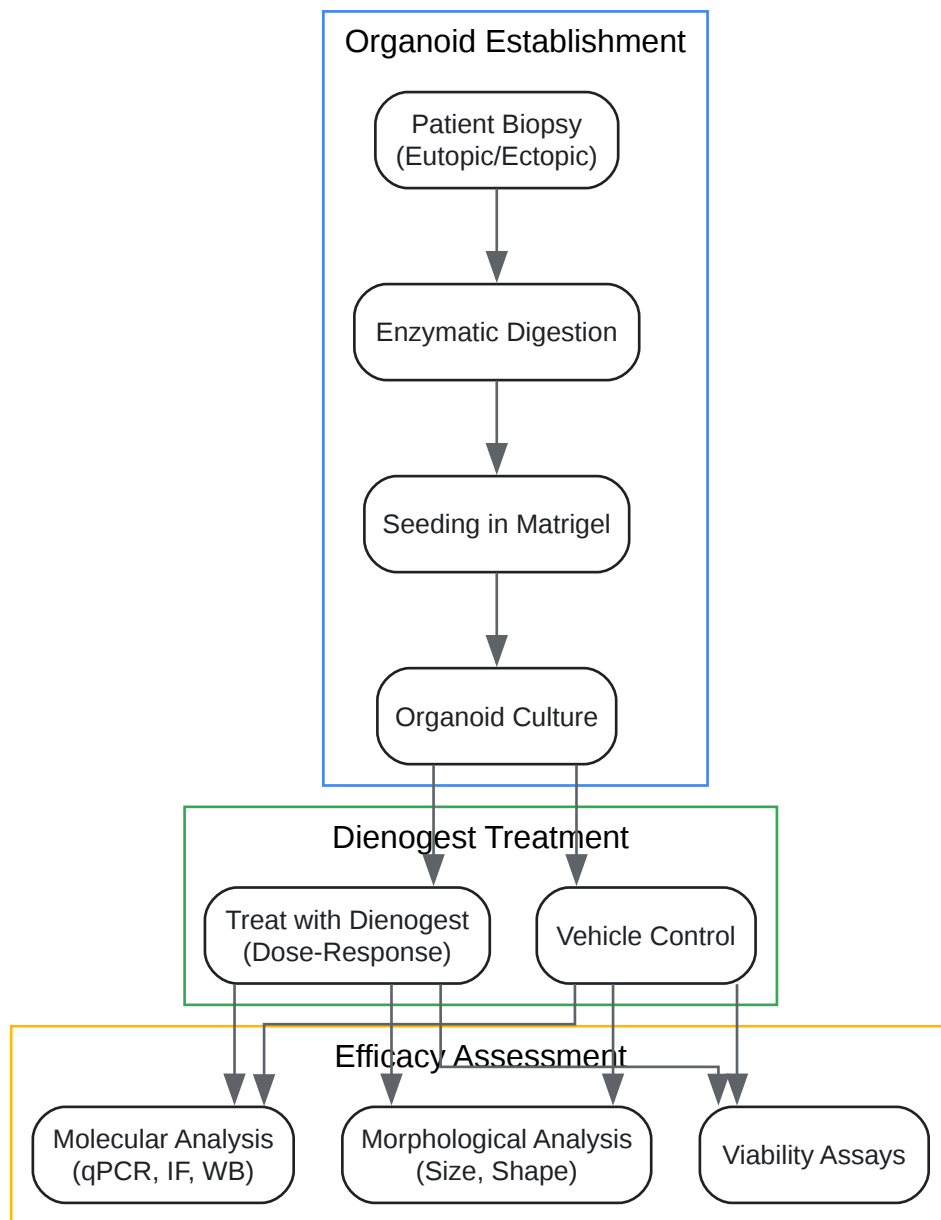 Organoid Establishment
Patient Biopsy
(Eutopic/Ectopic)
Enzymatic Digestion
Seeding in Matrigel
Organoid Culture
Dienogest Treatment
Treat with Dienogest
(Dose-Response)
Vehicle Control
Efficacy Assessment
Molecular Analysis
(qPCR, IF, WB)
Morphological Analysis
(Size, Shape)
Viability Assays